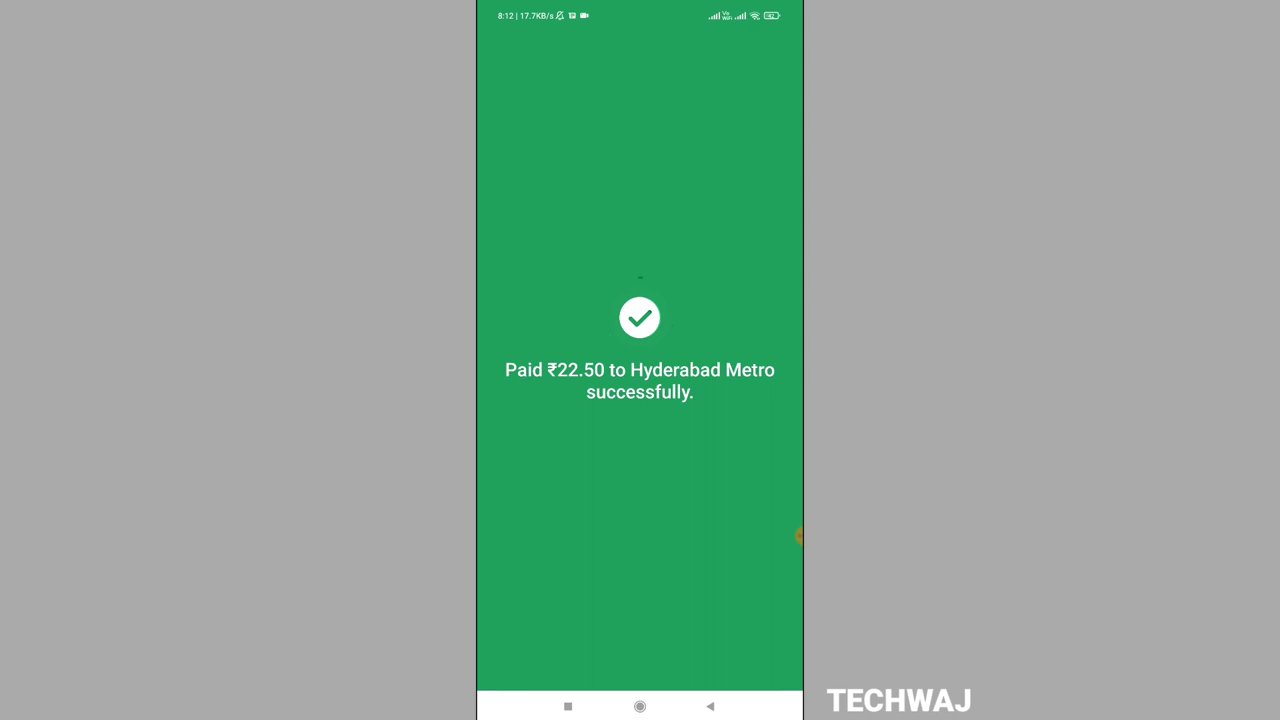 8:12 | 17.7KB/s
Paid ₹22.50 to Hyderabad Metro
successfully.
TECHWAJ